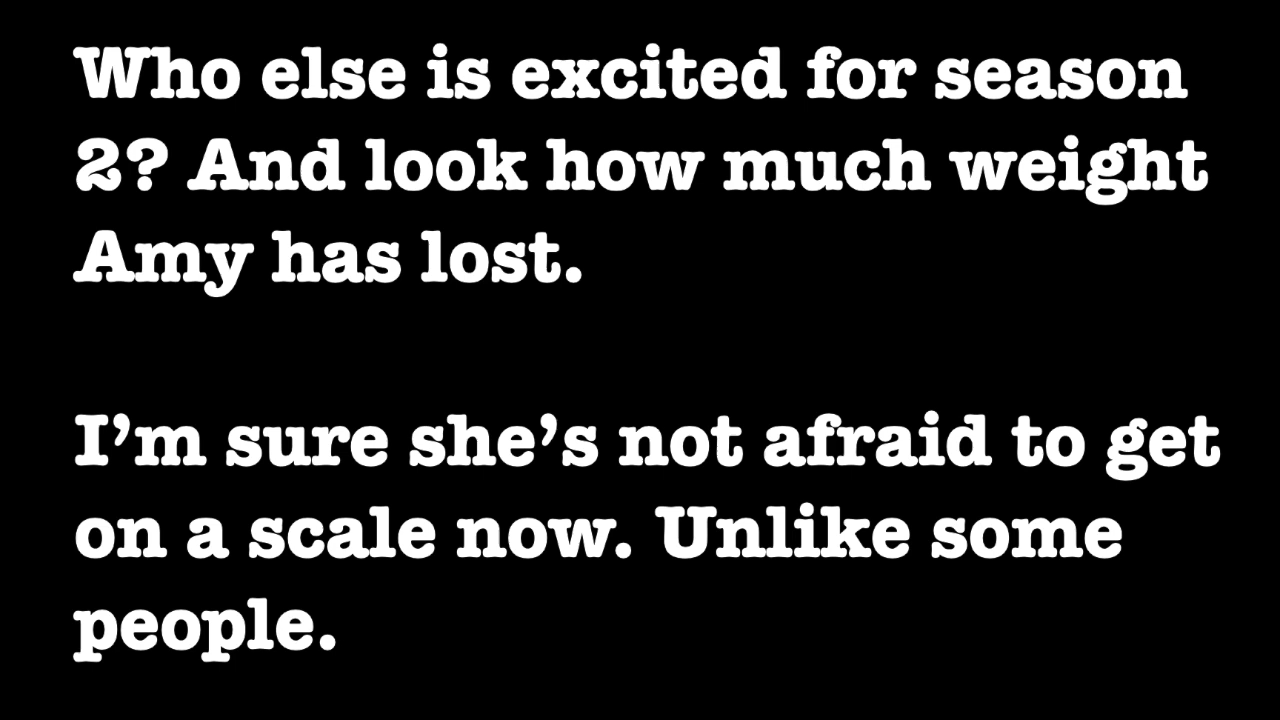 Who else is excited for season
2? And look how much weight
Amy has lost.
I’m sure she’s not afraid to get
on a scale now. Unlike some
people.